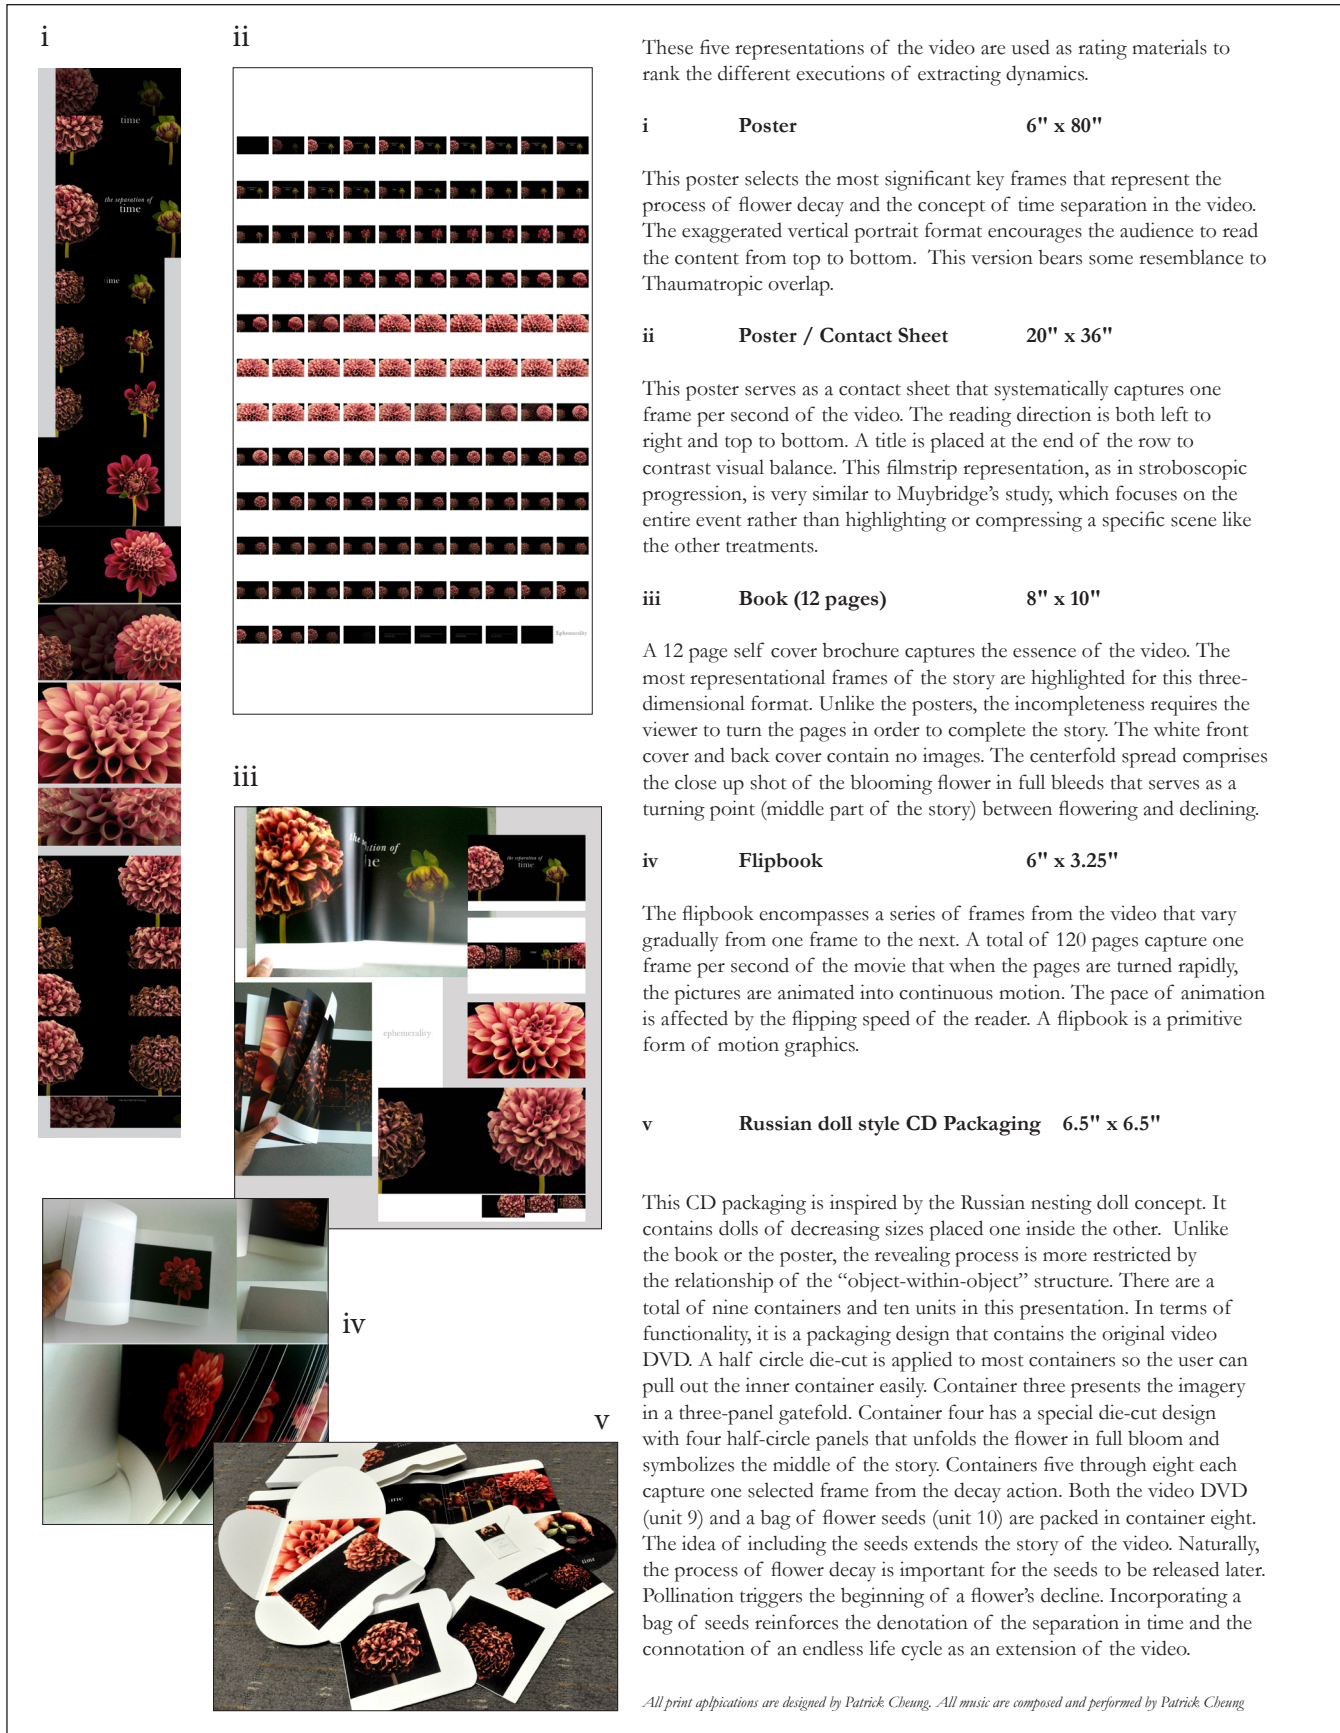 i
ii
time
the separation of
time
time
Ephemerality
iii
the
ration of
he
the separation of
time
time
ephemerality
iv
v
time
time
These five representations of the video are used as rating materials to
rank the different executions of extracting dynamics.
i Poster 6" x 80"
This poster selects the most significant key frames that represent the
process of flower decay and the concept of time separation in the video.
The exaggerated vertical portrait format encourages the audience to read
the content from top to bottom.  This version bears some resemblance to
Thaumatropic overlap.
ii Poster / Contact Sheet 20" x 36"
This poster serves as a contact sheet that systematically captures one
frame per second of the video. The reading direction is both left to
right and top to bottom. A title is placed at the end of the row to
contrast visual balance. This filmstrip representation, as in stroboscopic
progression, is very similar to Muybridge’s study, which focuses on the
entire event rather than highlighting or compressing a specific scene like
the other treatments.
iii Book (12 pages) 8" x 10"
A 12 page self cover brochure captures the essence of the video. The
most representational frames of the story are highlighted for this three-
dimensional format. Unlike the posters, the incompleteness requires the
viewer to turn the pages in order to complete the story. The white front
cover and back cover contain no images. The centerfold spread comprises
the close up shot of the blooming flower in full bleeds that serves as a
turning point (middle part of the story) between flowering and declining.
iv Flipbook 6" x 3.25"
The flipbook encompasses a series of frames from the video that vary
gradually from one frame to the next. A total of 120 pages capture one
frame per second of the movie that when the pages are turned rapidly,
the pictures are animated into continuous motion. The pace of animation
is affected by the flipping speed of the reader. A flipbook is a primitive
form of motion graphics.
v Russian doll style CD Packaging 6.5" x 6.5"
This CD packaging is inspired by the Russian nesting doll concept. It
contains dolls of decreasing sizes placed one inside the other.  Unlike
the book or the poster, the revealing process is more restricted by
the relationship of the “object-within-object” structure. There are a
total of nine containers and ten units in this presentation. In terms of
functionality, it is a packaging design that contains the original video
DVD. A half circle die-cut is applied to most containers so the user can
pull out the inner container easily. Container three presents the imagery
in a three-panel gatefold. Container four has a special die-cut design
with four half-circle panels that unfolds the flower in full bloom and
symbolizes the middle of the story. Containers five through eight each
capture one selected frame from the decay action. Both the video DVD
(unit 9) and a bag of flower seeds (unit 10) are packed in container eight.
The idea of including the seeds extends the story of the video. Naturally,
the process of flower decay is important for the seeds to be released later.
Pollination triggers the beginning of a flower’s decline. Incorporating a
bag of seeds reinforces the denotation of the separation in time and the
connotation of an endless life cycle as an extension of the video.
All print aplpications are designed by Patrick Cheung. All music are composed and performed by Patrick Cheung